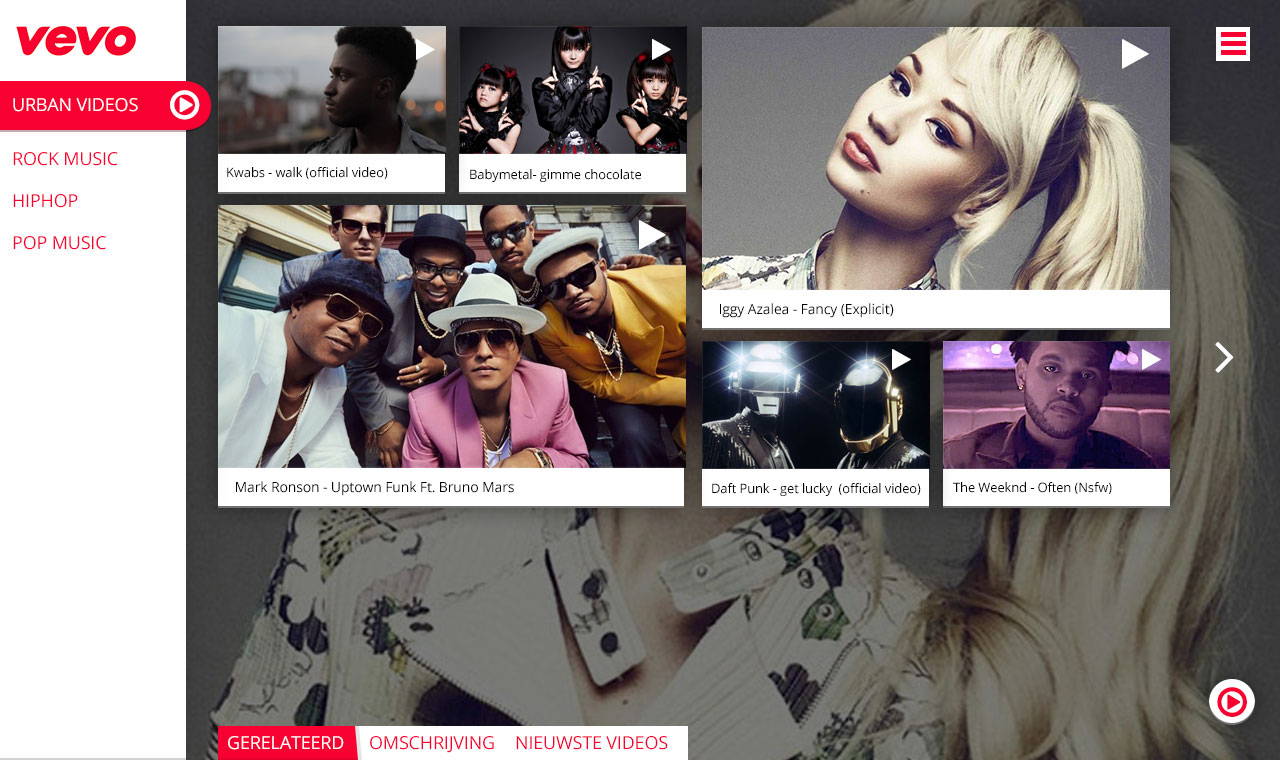 vevo
URBAN VIDEOS
ROCK MUSIC
HIPHOP
POP MUSIC
Kwabs - walk (official video)
Babymetal- gimme chocolate
Iggy Azalea - Fancy (Explicit)
Mark Ronson - Uptown Funk Ft. Bruno Mars
Daft Punk - get lucky (official video)
The Weeknd - Often (Nsfw)
GERELATEERD
OMSCHRIJVING
NIEUWSTE VIDEOS